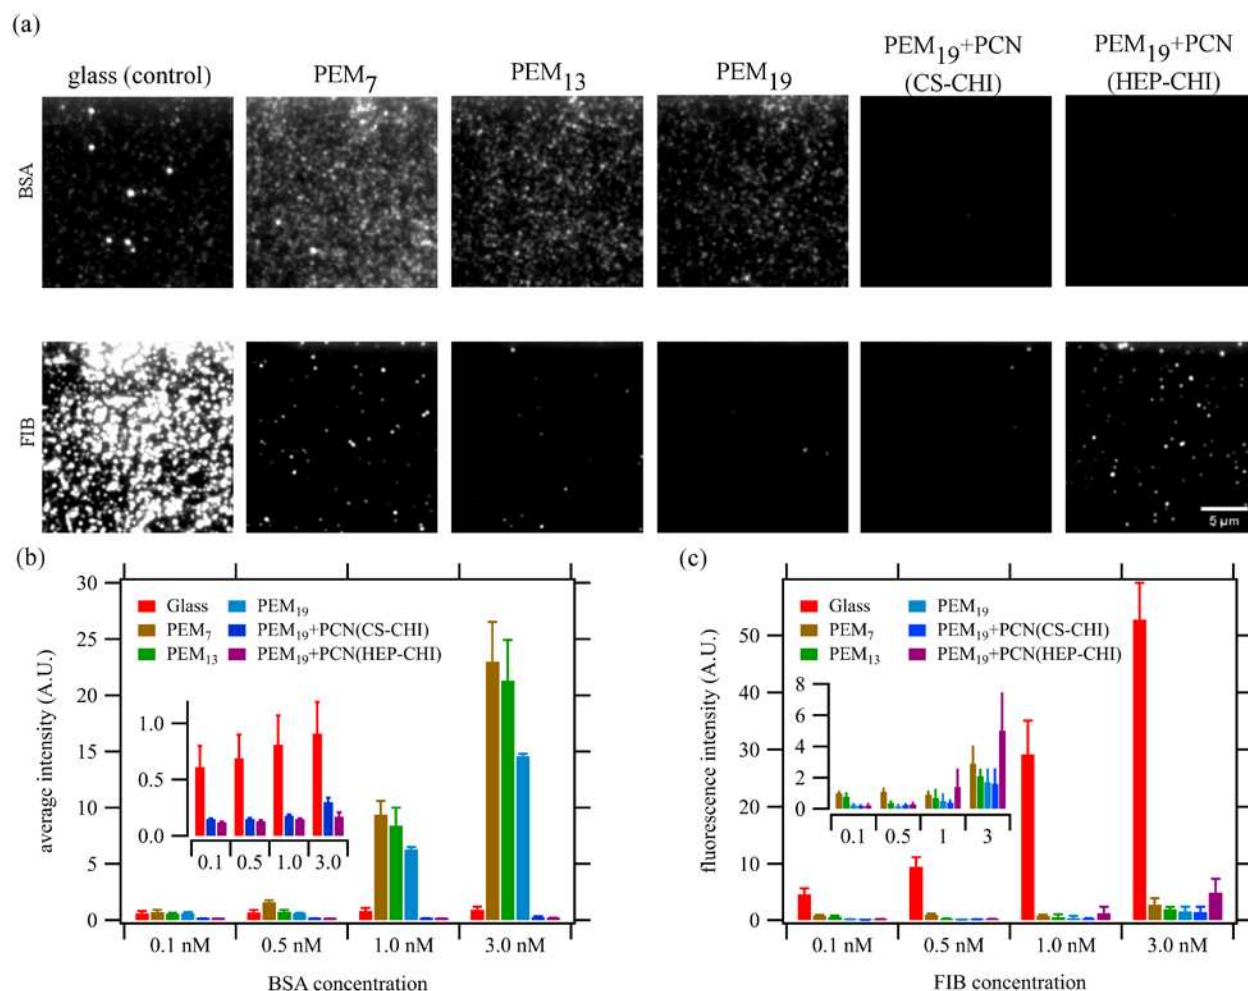 (a)
glass (control) PEM7 PEM13 PEM19 PEM19+PCN (CS-CHI) PEM19+PCN (HEP-CHI)
BSA
FIB
5 µm
(b)
average intensity (A.U.)
30
25
20
15
10
5
0
Glass PEM19
PEM7 PEM19+PCN(CS-CHI)
PEM13 PEM19+PCN(HEP-CHI)
1.0
0.5
0.0
0.1 0.5 1.0 3.0
0.1 nM 0.5 nM 1.0 nM 3.0 nM
BSA concentration
(c)
fluorescence intensity (A.U.)
50
40
30
20
10
0
Glass PEM19
PEM7 PEM19+PCN(CS-CHI)
PEM13 PEM19+PCN(HEP-CHI)
8
6
4
2
0
0.1 0.5 1 3
0.1 nM 0.5 nM 1.0 nM 3.0 nM
FIB concentration